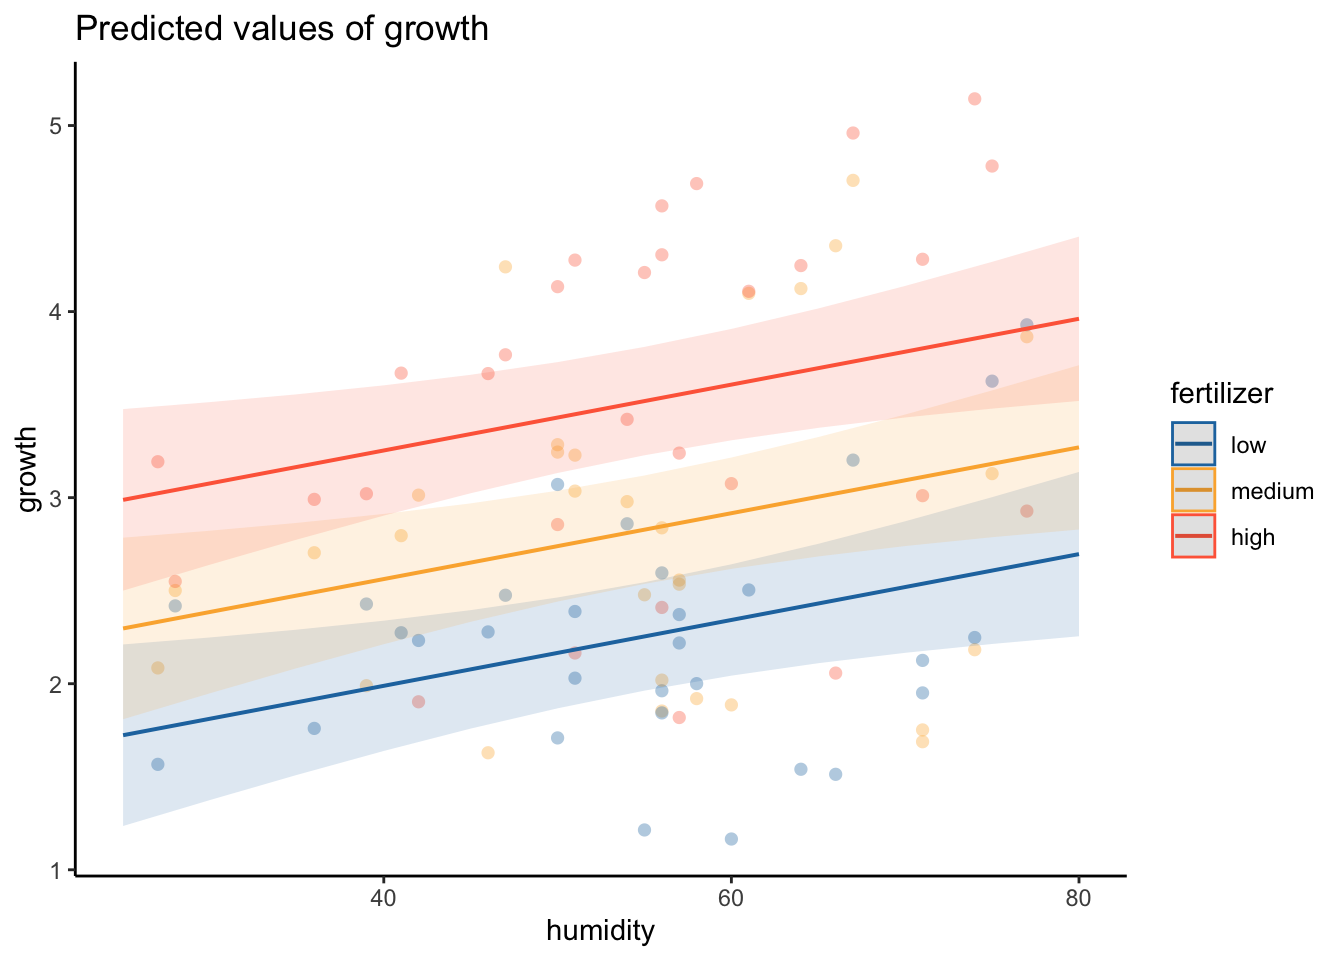 Predicted values of growth
5
4
3
2
1
growth
40
60
80
humidity
fertilizer
low
medium
high